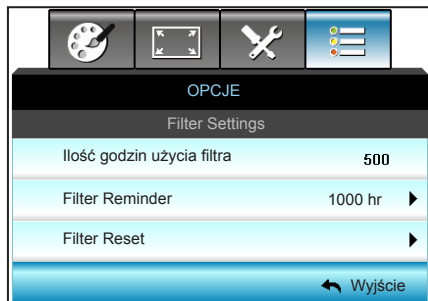 OPCJE
Filter Settings
Ilość godzin użycia filtra 500
Filter Reminder 1000 hr
Filter Reset
Wyjście